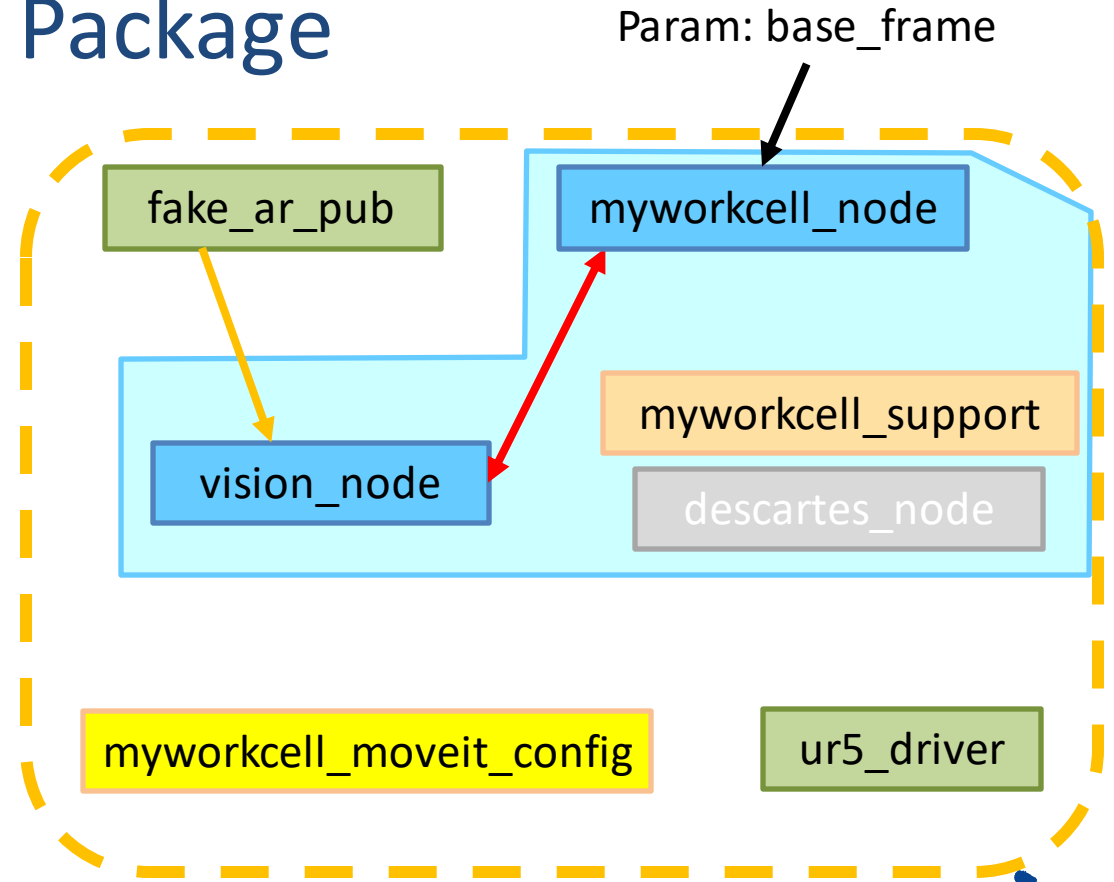 Package
Param: base_frame
fake_ar_pub
myworkcell_node
myworkcell_support
vision_node
descartes_node
myworkcell_moveit_config
ur5_driver